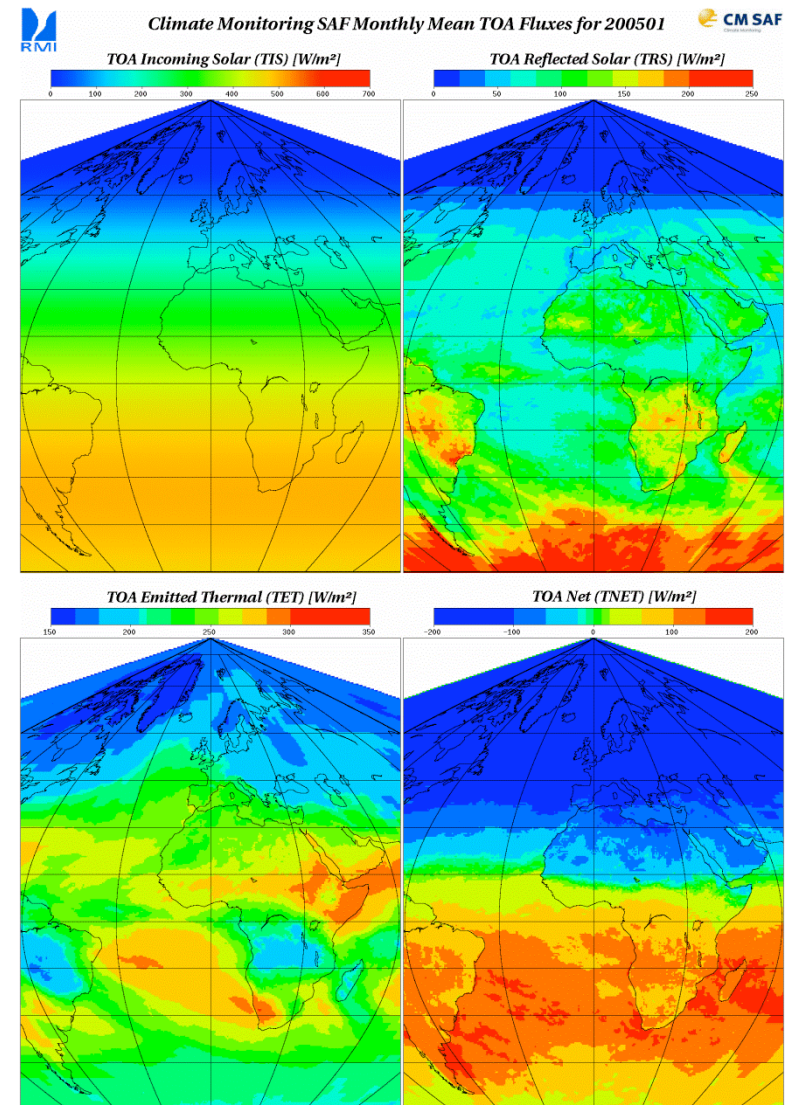 Climate Monitoring SAF Monthly Mean TOA Fluxes for 200501
RMI
CM SAF
Climate Monitoring
TOA Incoming Solar (TIS) [W/m²]
0 100 200 300 400 500 600 700
TOA Reflected Solar (TRS) [W/m²]
0 50 100 150 200 250
TOA Emitted Thermal (TET) [W/m²]
150 200 250 300 350
TOA Net (TNET) [W/m²]
-200 -100 0 100 200